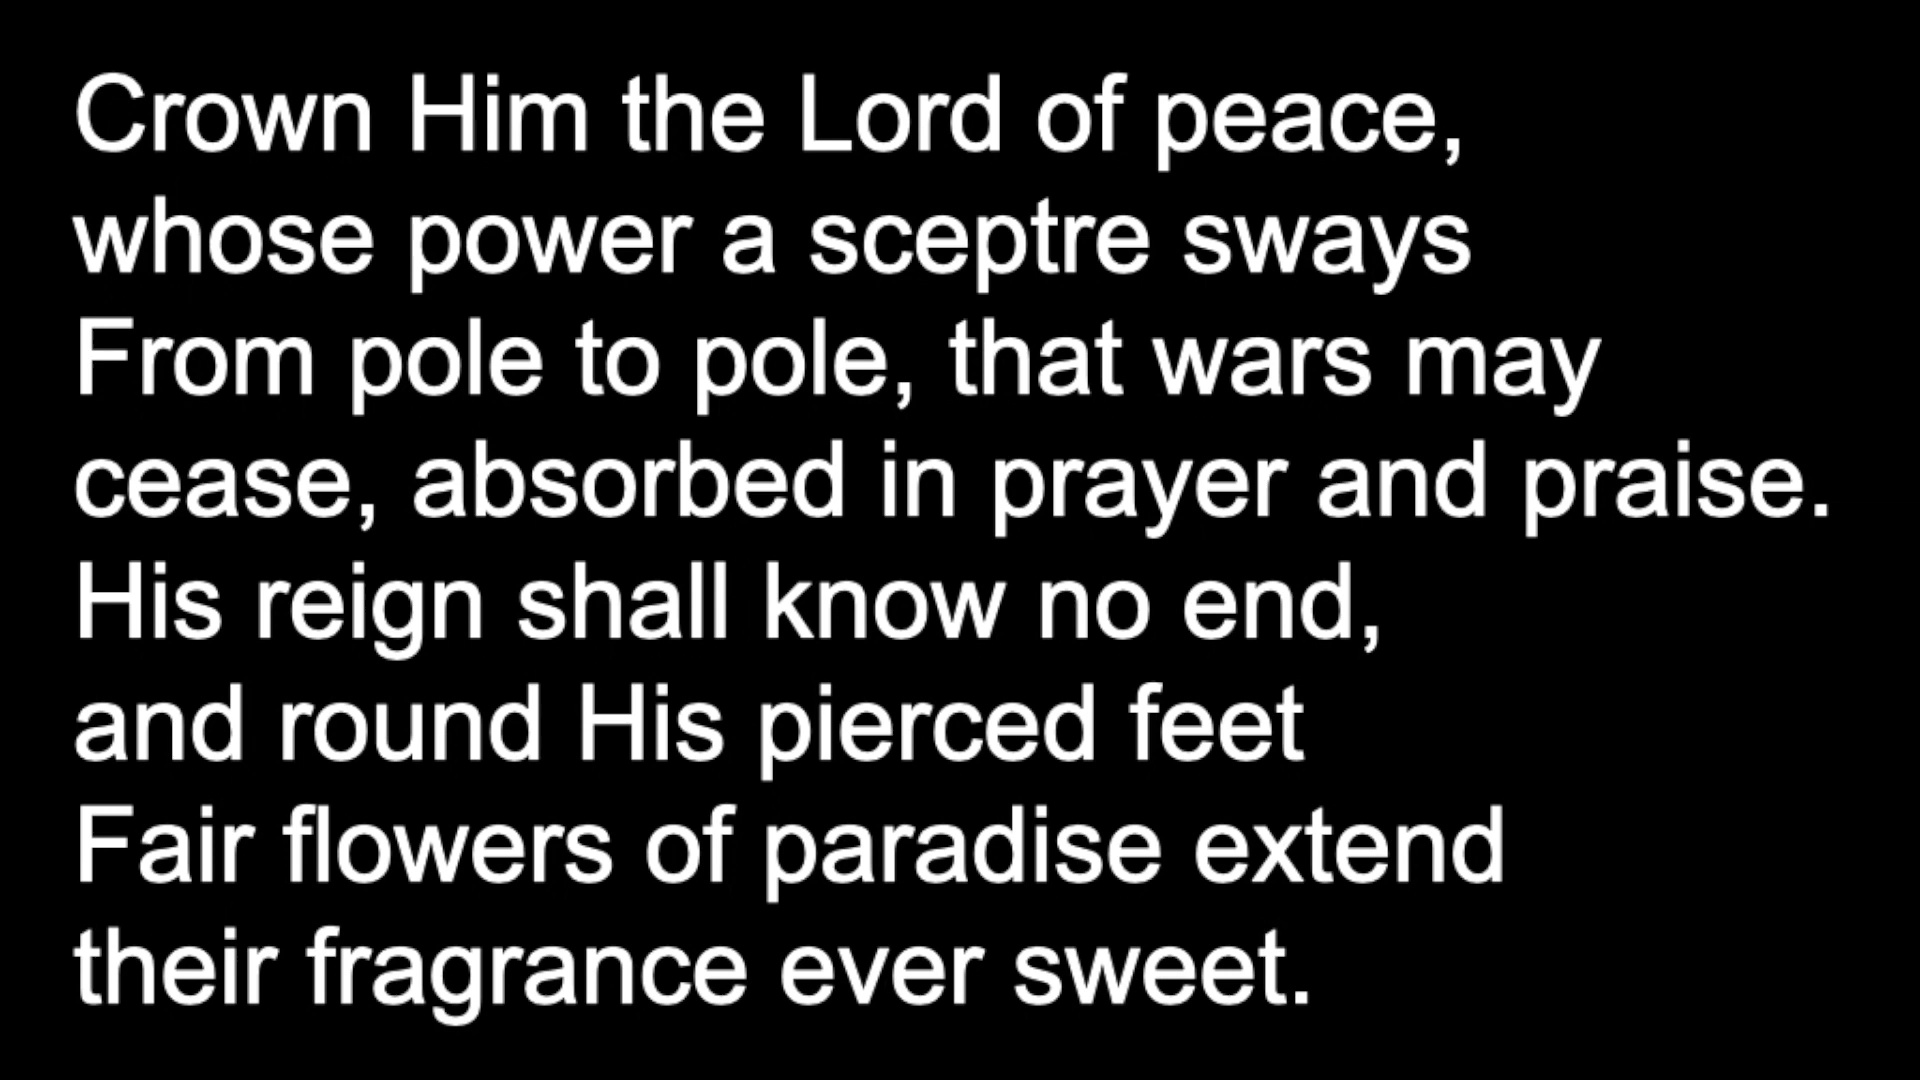 Crown Him the Lord of peace,
whose power a sceptre sways
From pole to pole, that wars may
cease, absorbed in prayer and praise.
His reign shall know no end,
and round His pierced feet
Fair flowers of paradise extend
their fragrance ever sweet.